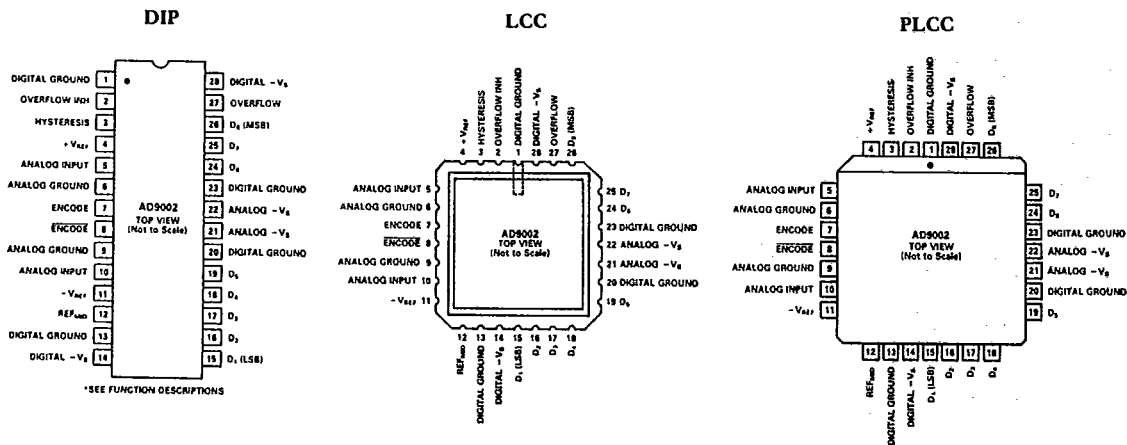 DIP
DIGITAL GROUND 1
OVERFLOW INH 2
HYSTERESIS 3
+VREF 4
ANALOG INPUT 5
ANALOG GROUND 6
ENCODE 7
ENCODE 8
ANALOG GROUND 9
ANALOG INPUT 10
-VREF 11
REFMID 12
DIGITAL GROUND 13
DIGITAL -VS 14
AD9002
TOP VIEW
(Not to Scale)
28 DIGITAL -VS
27 OVERFLOW
26 D8 (MSB)
25 D7
24 D6
23 DIGITAL GROUND
22 ANALOG -VS
21 ANALOG -VS
20 DIGITAL GROUND
19 D5
18 D4
17 D3
16 D2
15 D1 (LSB)
*SEE FUNCTION DESCRIPTIONS
LCC
+VREF 4
HYSTERESIS 3
OVERFLOW INH 2
DIGITAL GROUND 1
DIGITAL -VS 28
OVERFLOW 27
D8 (MSB) 26
ANALOG INPUT 5
ANALOG GROUND 6
ENCODE 7
ENCODE 8
ANALOG GROUND 9
ANALOG INPUT 10
-VREF 11
AD9002
TOP VIEW
(Not to Scale)
25 D7
24 D6
23 DIGITAL GROUND
22 ANALOG -VS
21 ANALOG -VS
20 DIGITAL GROUND
19 D5
12 REFMID
13 DIGITAL GROUND
14 DIGITAL -VS
15 D1 (LSB)
16 D2
17 D3
18 D4
PLCC
+VREF 4
HYSTERESIS 3
OVERFLOW INH 2
DIGITAL GROUND 1
DIGITAL -VS 28
OVERFLOW 27
D8 (MSB) 26
ANALOG INPUT 5
ANALOG GROUND 6
ENCODE 7
ENCODE 8
ANALOG GROUND 9
ANALOG INPUT 10
-VREF 11
AD9002
TOP VIEW
(Not to Scale)
25 D7
24 D6
23 DIGITAL GROUND
22 ANALOG -VS
21 ANALOG -VS
20 DIGITAL GROUND
19 D5
12 REFMID
13 DIGITAL GROUND
14 DIGITAL -VS
15 D1 (LSB)
16 D2
17 D3
18 D4